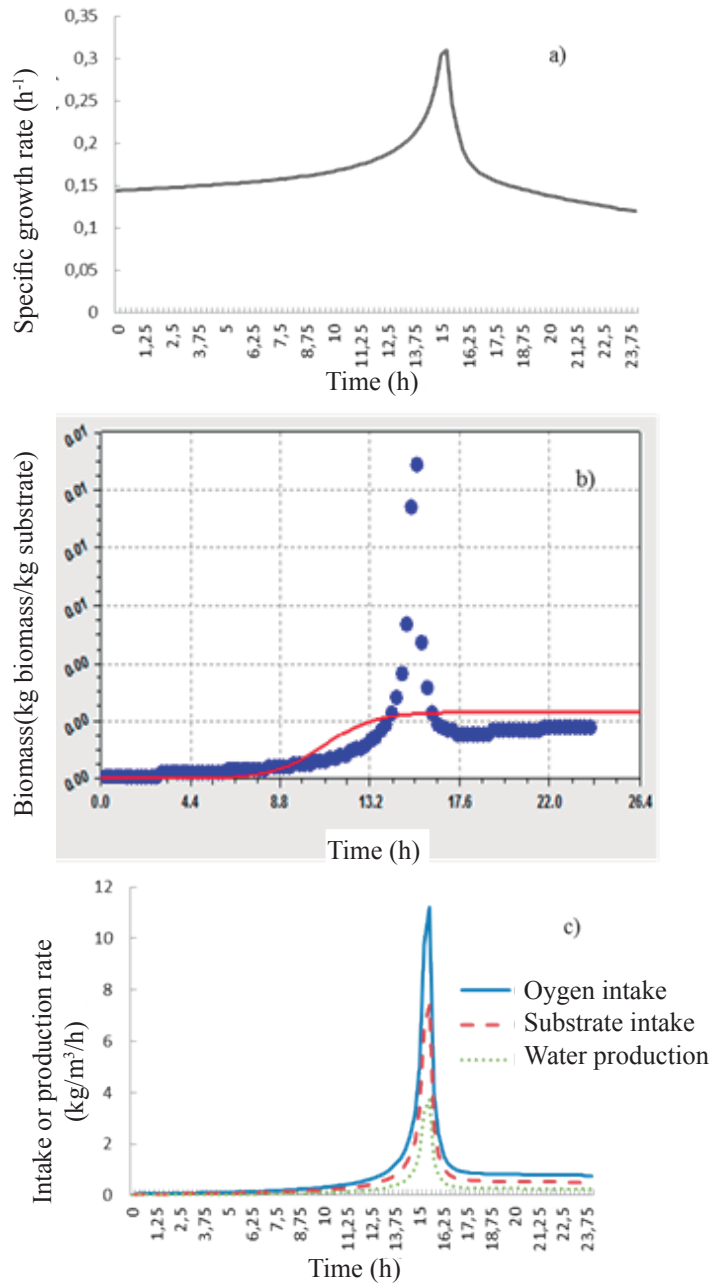 a)
Specific growth rate (h⁻¹)
0,35
0,3
0,25
0,2
0,15
0,1
0,05
0
0 1,25 2,5 3,75 5 6,25 7,5 8,75 10 11,25 12,5 13,75 15 16,25 17,5 18,75 20 21,25 22,5 23,75
Time (h)
b)
Biomass(kg biomass/kg substrate)
0.01
0.01
0.01
0.01
0.00
0.00
0.00
0.0 4.4 8.8 13.2 17.6 22.0 26.4
Time (h)
c)
Intake or production rate
(kg/m³/h)
12
10
8
6
4
2
0
Oygen intake
Substrate intake
Water production
0 1,25 2,5 3,75 5 6,25 7,5 8,75 10 11,25 12,5 13,75 15 16,25 17,5 18,75 20 21,25 22,5 23,75
Time (h)